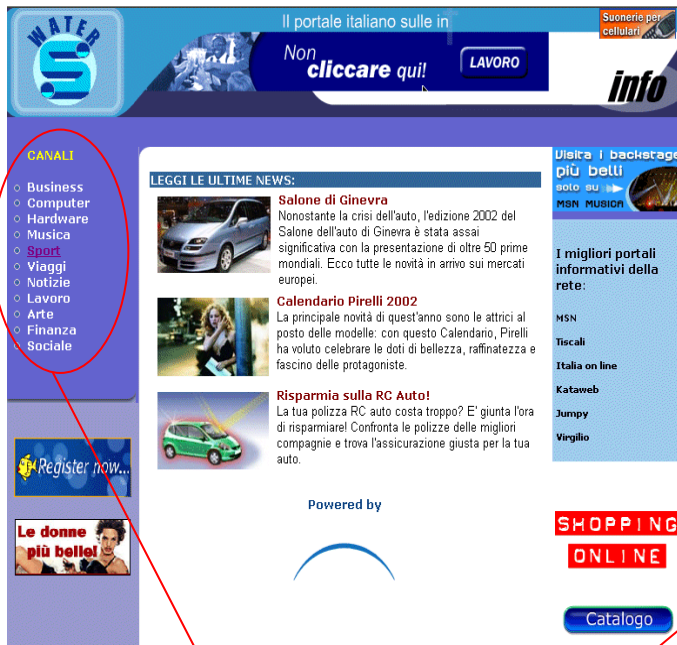 WATER
Il portale italiano sulle in
Suonerie per
cellulari
Non
cliccare qui!
LAVORO
info
CANALI
Business
Computer
Hardware
Musica
Sport
Viaggi
Notizie
Lavoro
Arte
Finanza
Sociale
Register now...
Le donne
più belle!
LEGGI LE ULTIME NEWS:
Salone di Ginevra
Nonostante la crisi dell'auto, l'edizione 2002 del
Salone dell'auto di Ginevra è stata assai
significativa con la presentazione di oltre 50 prime
mondiali. Ecco tutte le novità in arrivo sui mercati
europei.
Calendario Pirelli 2002
La principale novità di quest'anno sono le attrici al
posto delle modelle: con questo Calendario, Pirelli
ha voluto celebrare le doti di bellezza, raffinatezza e
fascino delle protagoniste.
Risparmia sulla RC Auto!
La tua polizza RC auto costa troppo? E' giunta l'ora
di risparmiare! Confronta le polizze delle migliori
compagnie e trova l'assicurazione giusta per la tua
auto.
Powered by
Visita i backstage
più belli
solo su
MSN MUSICA
I migliori portali
informativi della
rete:
MSN
Tiscali
Italia on line
Kataweb
Jumpy
Virgilio
SHOPPING
ONLINE
Catalogo